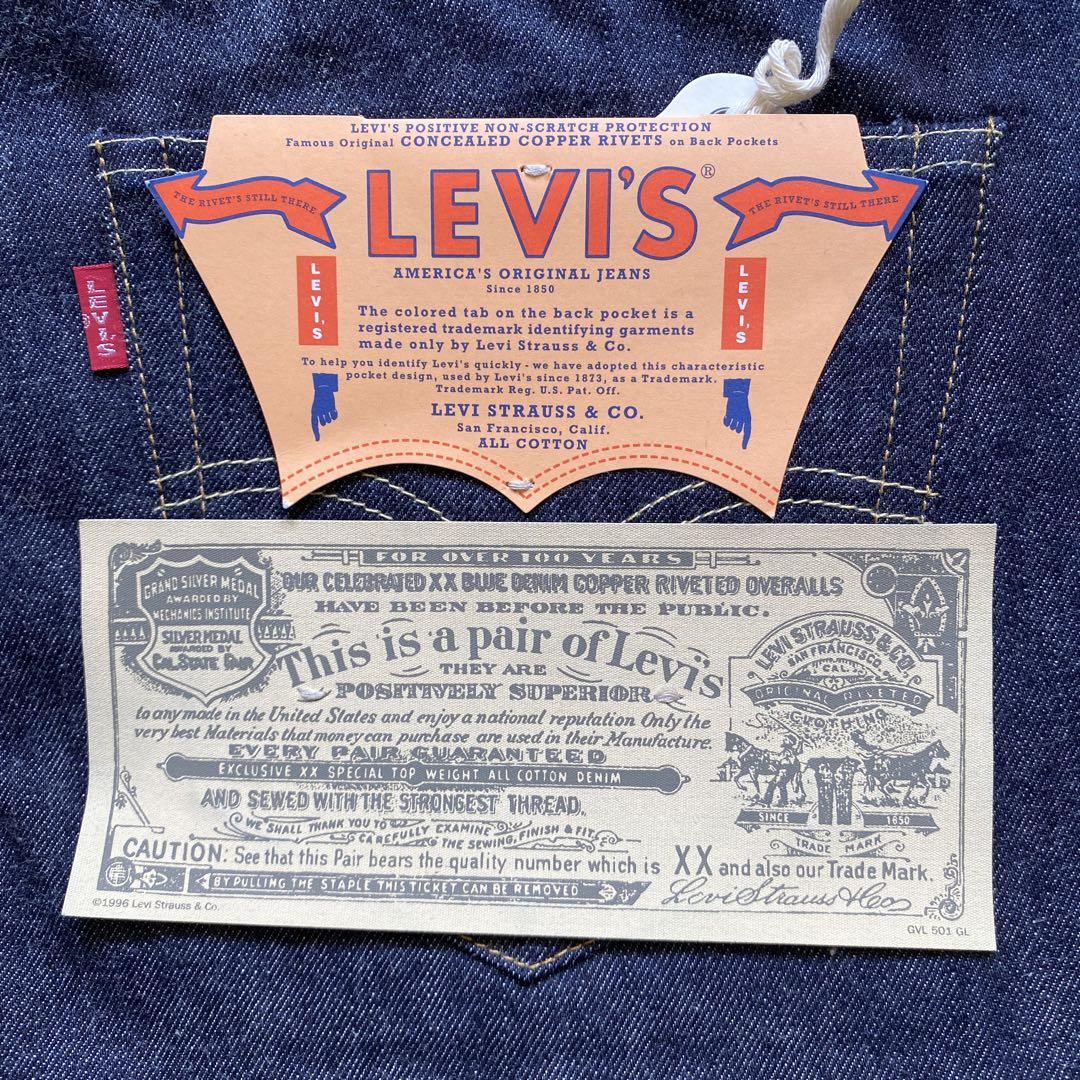 LEVI'S POSITIVE NON-SCRATCH PROTECTION
Famous Original CONCEALED COPPER RIVETS on Back Pockets
LEVI'S®
THE RIVET'S STILL THERE
THE RIVET'S STILL THERE
AMERICA'S ORIGINAL JEANS
Since 1850
LEVI'S
LEVI'S
LEVI'S
The colored tab on the back pocket is a
registered trademark identifying garments
made only by Levi Strauss & Co.
To help you identify Levi's quickly - we have adopted this characteristic
pocket design, used by Levi's since 1873, as a Trademark.
Trademark Reg. U.S. Pat. Off.
LEVI STRAUSS & CO.
San Francisco, Calif.
ALL COTTON
FOR OVER 100 YEARS
GRAND SILVER MEDAL
AWARDED BY
MECHANICS INSTITUTE
SILVER MEDAL
AWARDED BY
CAL. STATE FAIR
OUR CELEBRATED XX BLUE DENIM COPPER RIVETED OVERALLS
HAVE BEEN BEFORE THE PUBLIC.
This is a pair of Levi's
THEY ARE
POSITIVELY SUPERIOR
to any made in the United States and enjoy a national reputation Only the
very best Materials that money can purchase are used in their Manufacture.
EVERY PAIR GUARANTEED
EXCLUSIVE XX SPECIAL TOP WEIGHT ALL COTTON DENIM
AND SEWED WITH THE STRONGEST THREAD.
WE SHALL THANK YOU TO
CAREFULLY EXAMINE THE SEWING, FINISH & FIT.
LEVI STRAUSS & CO.
SAN FRANCISCO,
CAL.
ORIGINAL RIVETED
CLOTHING
SINCE 1850
TRADE MARK
CAUTION: See that this Pair bears the quality number which is XX and also our Trade Mark.
BY PULLING THE STAPLE THIS TICKET CAN BE REMOVED
Levi Strauss & Co
©1996 Levi Strauss & Co.
GVL 501 GL